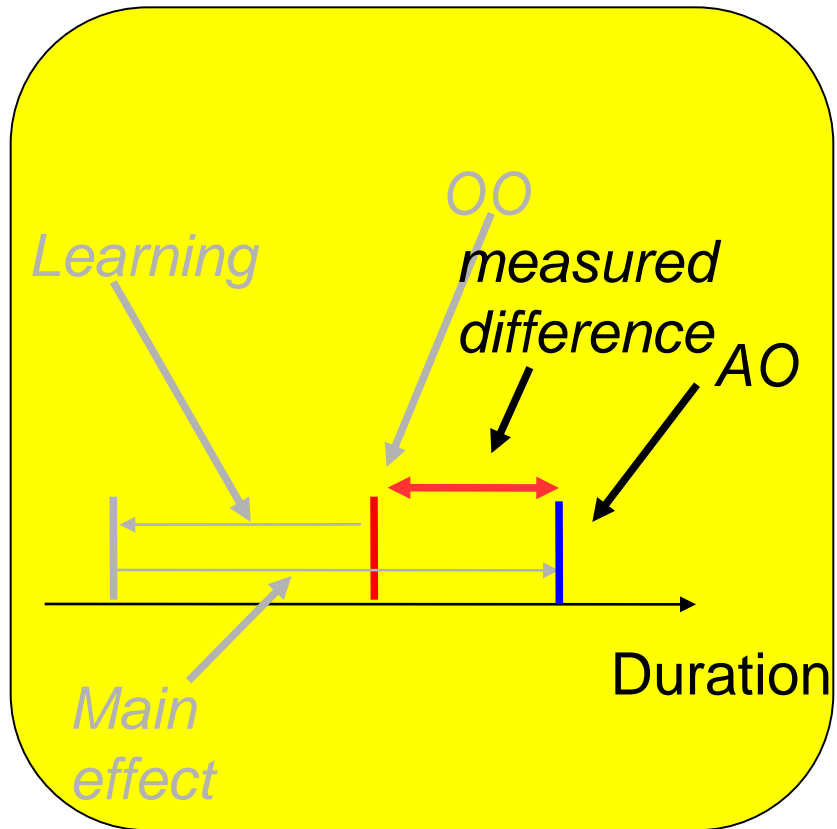 OO
Learning
measured
difference
AO
Duration
Main
effect